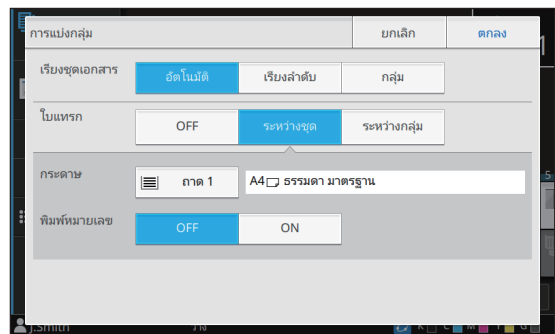 การแบ่งกลุ่ม ยกเลิก ตกลง
เรียงชุดเอกสาร อัตโนมัติ เรียงลำดับ กลุ่ม
ใบแทรก OFF ระหว่างชุด ระหว่างกลุ่ม
กระดาษ ถาด 1 A4 ธรรมดา มาตรฐาน
พิมพ์หมายเลข OFF ON
J.Smith ว่าง K C M Y G